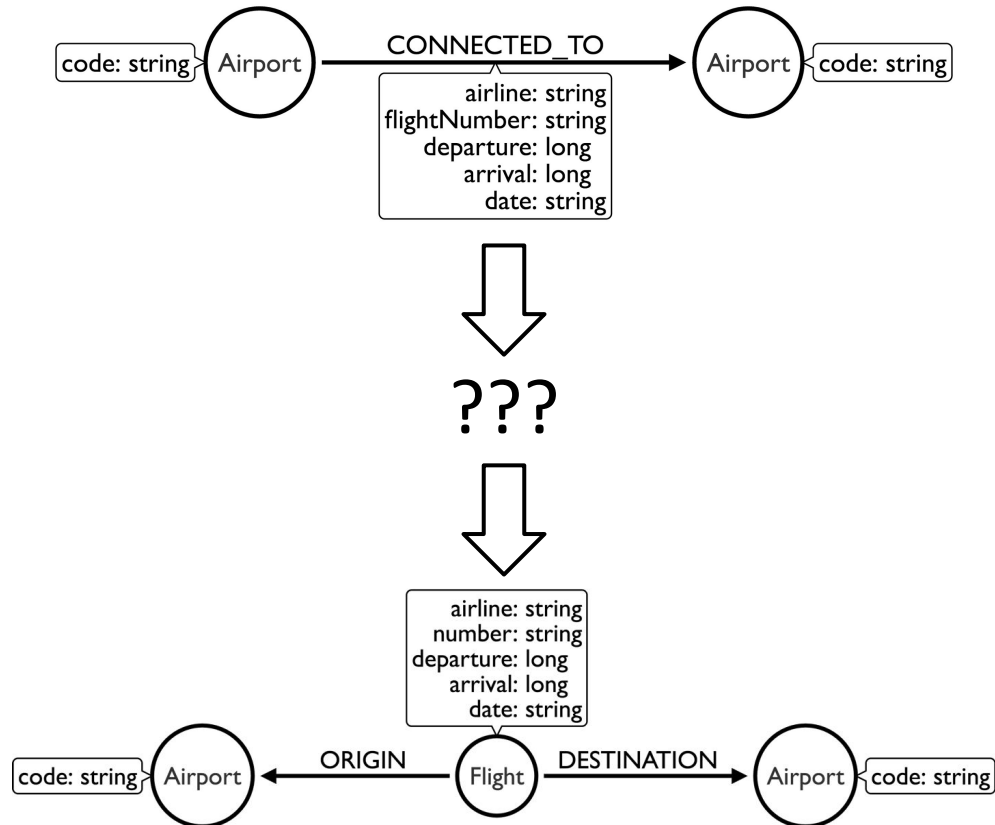 CONNECTED_TO
code: string
Airport
Airport
code: string
airline: string
flightNumber: string
departure: long
arrival: long
date: string
???
airline: string
number: string
departure: long
arrival: long
date: string
ORIGIN
DESTINATION
code: string
Airport
Flight
Airport
code: string